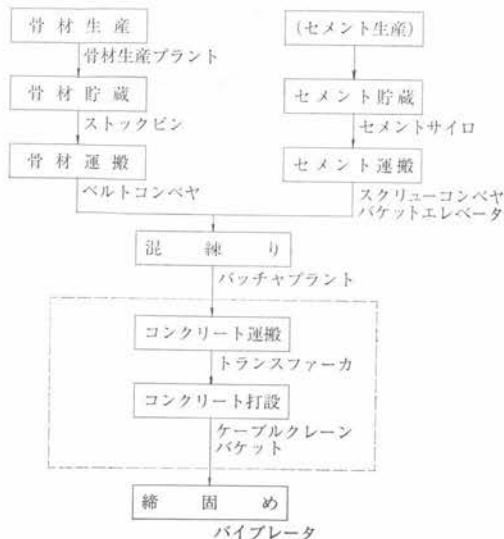 骨材生産
骨材生産プラント
骨材貯蔵
ストックビン
骨材運搬
ベルトコンベヤ
(セメント生産)
セメント貯蔵
セメントサイロ
セメント運搬
スクリューコンベヤ
バケットエレベータ
混練り
バッチャプラント
コンクリート運搬
トランスファーカ
コンクリート打設
ケーブルクレーン
バケット
締固め
バイブレータ